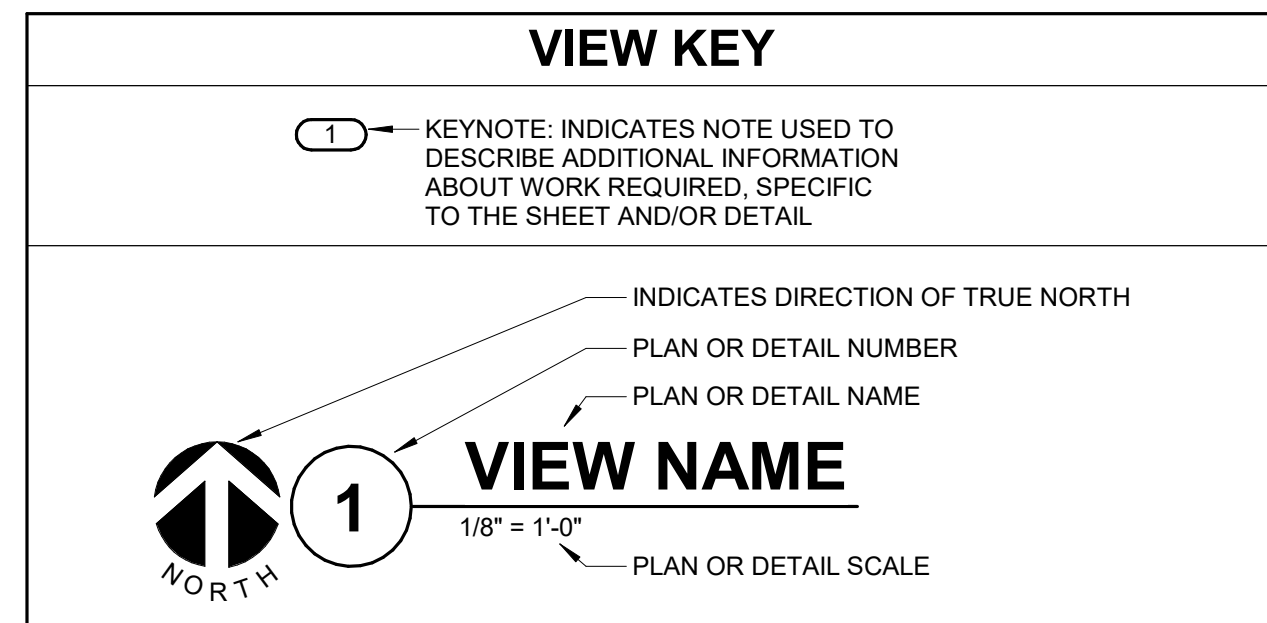 VIEW KEY
1
KEYNOTE: INDICATES NOTE USED TO
DESCRIBE ADDITIONAL INFORMATION
ABOUT WORK REQUIRED, SPECIFIC
TO THE SHEET AND/OR DETAIL
INDICATES DIRECTION OF TRUE NORTH
PLAN OR DETAIL NUMBER
PLAN OR DETAIL NAME
VIEW NAME
1
1/8" = 1'-0"
PLAN OR DETAIL SCALE
NORTH